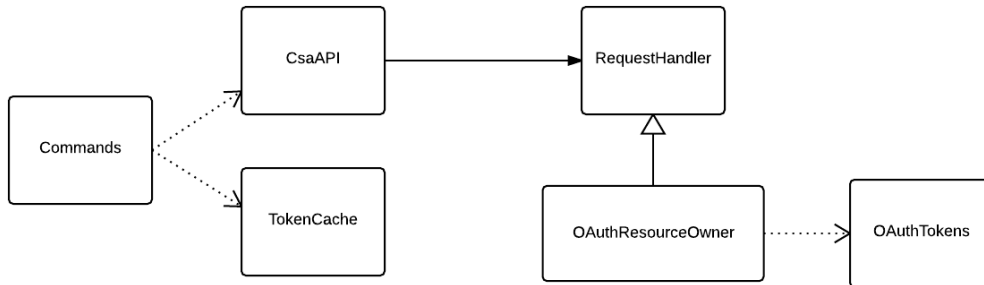 CsaAPI
RequestHandler
Commands
TokenCache
OAuthResourceOwner
OAuthTokens